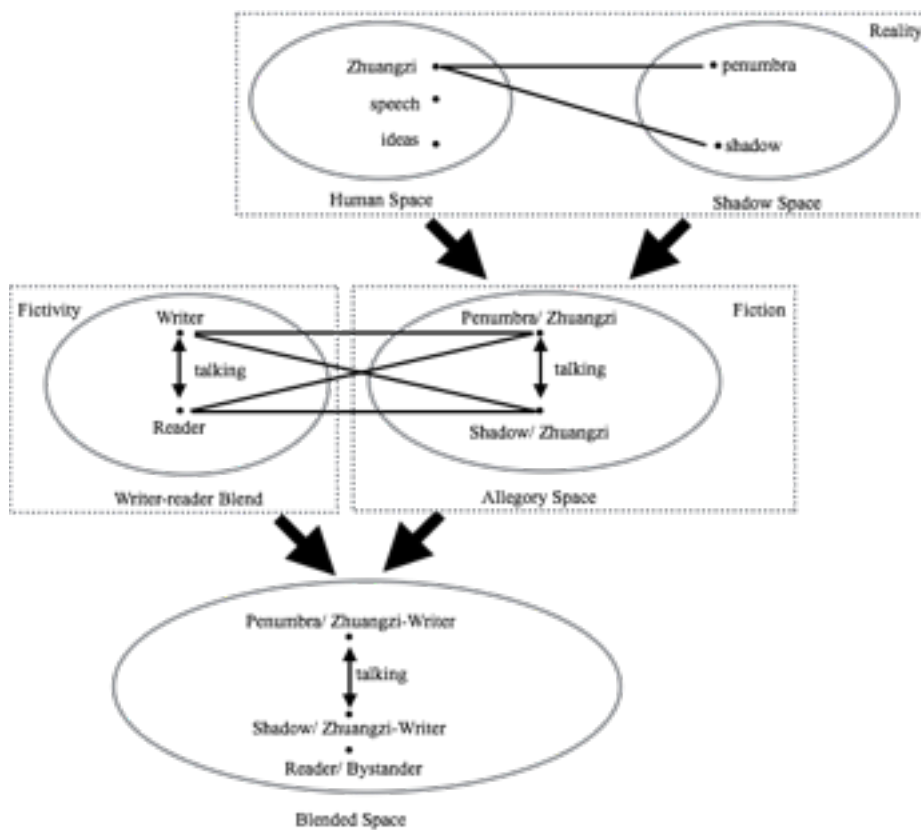 Reality
Zhuangzi
penumbra
speech
ideas
shadow
Human Space
Shadow Space
Fictivity
Writer
Penumbra/ Zhuangzi
Fiction
talking
talking
Reader
Shadow/ Zhuangzi
Writer-reader Blend
Allegory Space
Penumbra/ Zhuangzi-Writer
talking
Shadow/ Zhuangzi-Writer
Reader/ Bystander
Blended Space